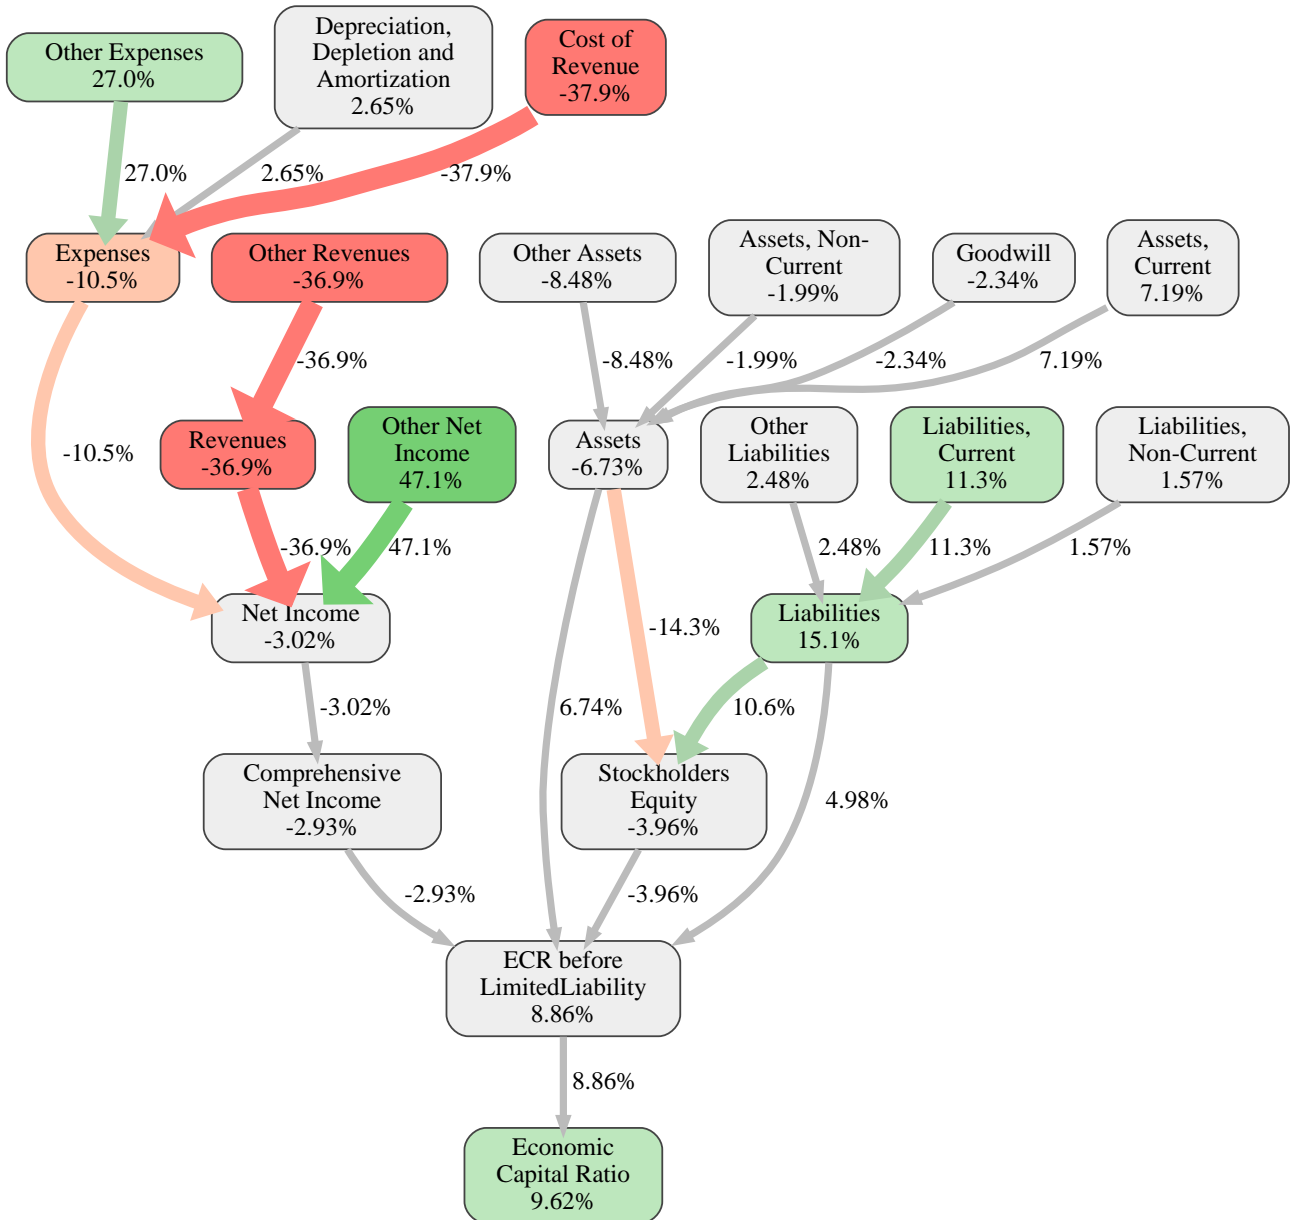 Other Expenses
27.0%
Depreciation,
Depletion and
Amortization
2.65%
Cost of
Revenue
-37.9%
27.0%
2.65%
-37.9%
Expenses
-10.5%
Other Revenues
-36.9%
Other Assets
-8.48%
Assets, Non-
Current
-1.99%
Goodwill
-2.34%
Assets,
Current
7.19%
-36.9%
-8.48%
-1.99%
-2.34%
7.19%
-10.5%
Revenues
-36.9%
Other Net
Income
47.1%
Assets
-6.73%
Other
Liabilities
2.48%
Liabilities,
Current
11.3%
Liabilities,
Non-Current
1.57%
-36.9%
47.1%
2.48%
11.3%
1.57%
Net Income
-3.02%
-14.3%
Liabilities
15.1%
-3.02%
6.74%
10.6%
Comprehensive
Net Income
-2.93%
Stockholders
Equity
-3.96%
4.98%
-2.93%
-3.96%
ECR before
LimitedLiability
8.86%
8.86%
Economic
Capital Ratio
9.62%